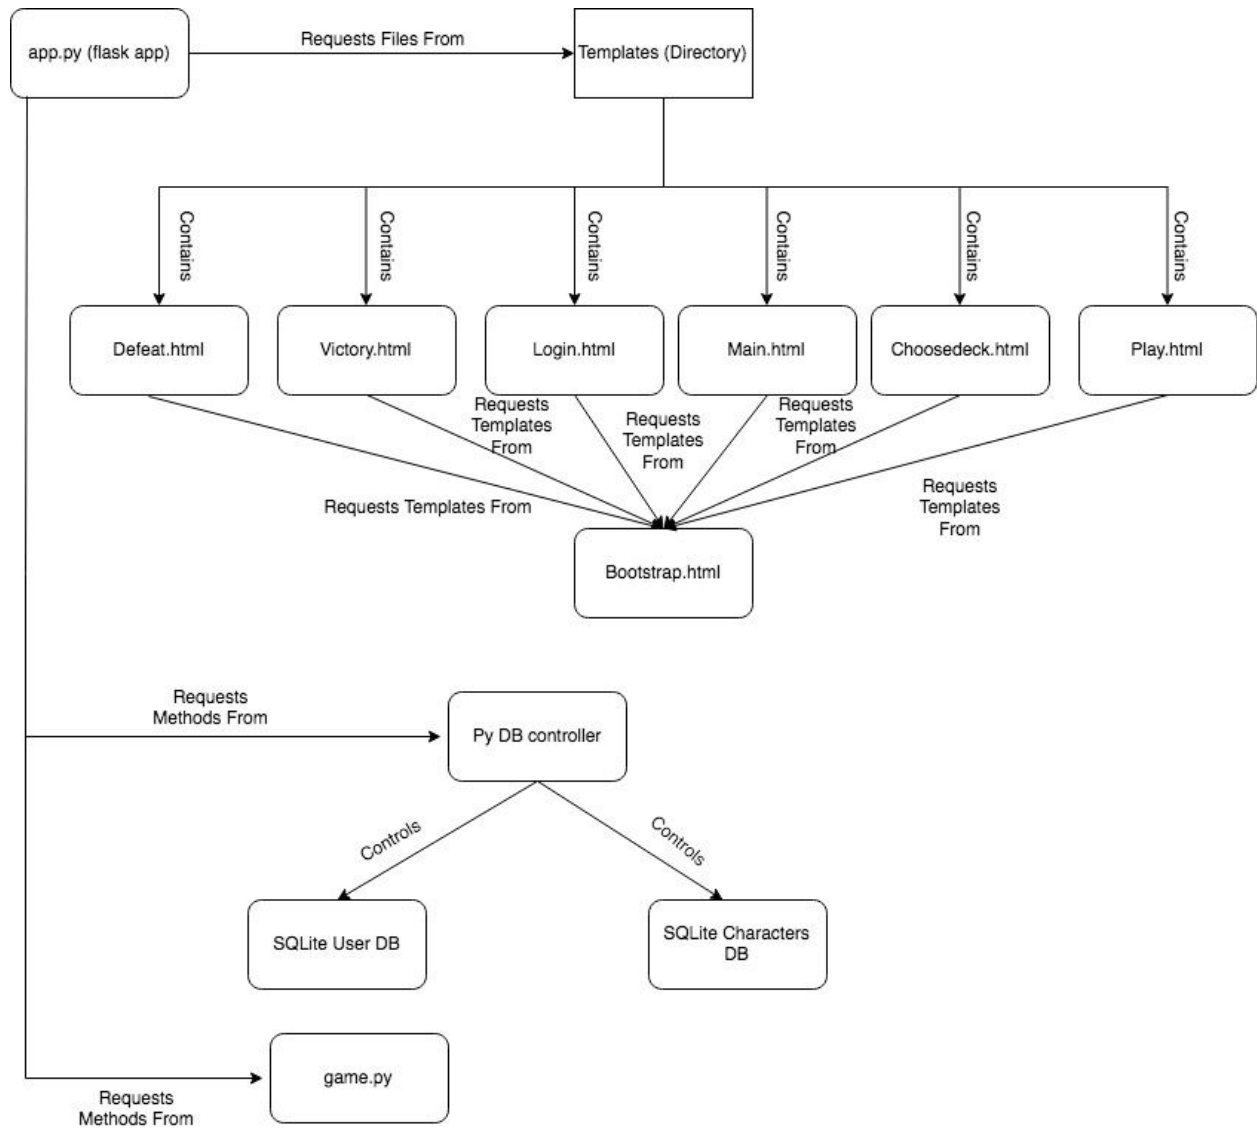 app.py (flask app)
Requests Files From
Templates (Directory)
Contains
Contains
Contains
Contains
Contains
Contains
Defeat.html
Victory.html
Login.html
Main.html
Choosedeck.html
Play.html
Requests
Templates
From
Requests
Templates
From
Requests
Templates
From
Requests Templates From
Requests
Templates
From
Bootstrap.html
Requests
Methods From
Py DB controller
Controls
Controls
SQLite User DB
SQLite Characters
DB
game.py
Requests
Methods From